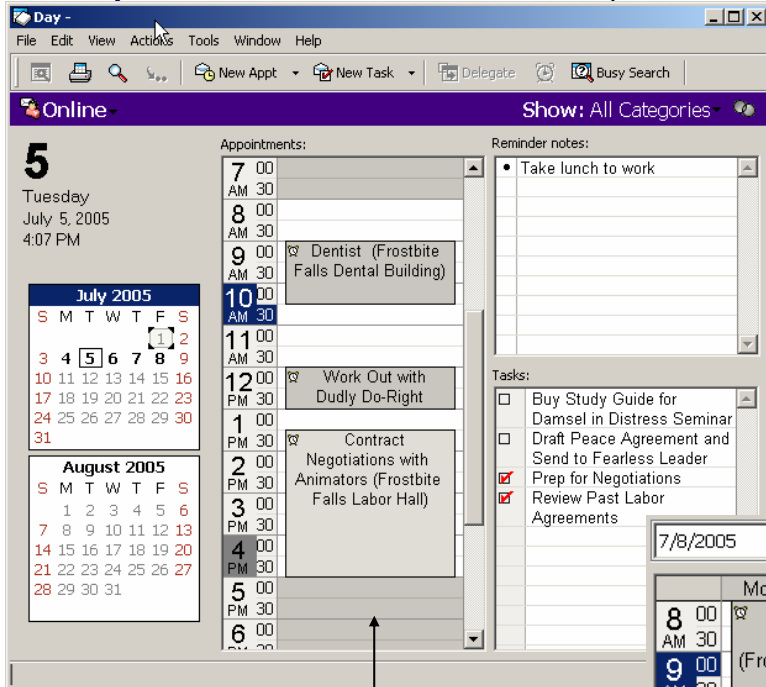 Day -
File Edit View Actions Tools Window Help
New Appt New Task Delegate Busy Search
Online Show: All Categories
5
Tuesday
July 5, 2005
4:07 PM
July 2005
S M T W T F S
1 2
3 4 5 6 7 8 9
10 11 12 13 14 15 16
17 18 19 20 21 22 23
24 25 26 27 28 29 30
31
August 2005
S M T W T F S
1 2 3 4 5 6
7 8 9 10 11 12 13
14 15 16 17 18 19 20
21 22 23 24 25 26 27
28 29 30 31
Appointments:
7 00
AM 30
8 00
AM 30
9 00
AM 30
10 00
AM 30
11 00
AM 30
12 00
PM 30
1 00
PM 30
2 00
PM 30
3 00
PM 30
4 00
PM 30
5 00
PM 30
6 00
Dentist (Frostbite
Falls Dental Building)
Work Out with
Dudly Do-Right
Contract
Negotiations with
Animators (Frostbite
Falls Labor Hall)
Reminder notes:
• Take lunch to work
Tasks:
Buy Study Guide for
Damsel in Distress Seminar
Draft Peace Agreement and
Send to Fearless Leader
Prep for Negotiations
Review Past Labor
Agreements
7/8/2005
Mo
8 00
AM 30
9 00
(Fro